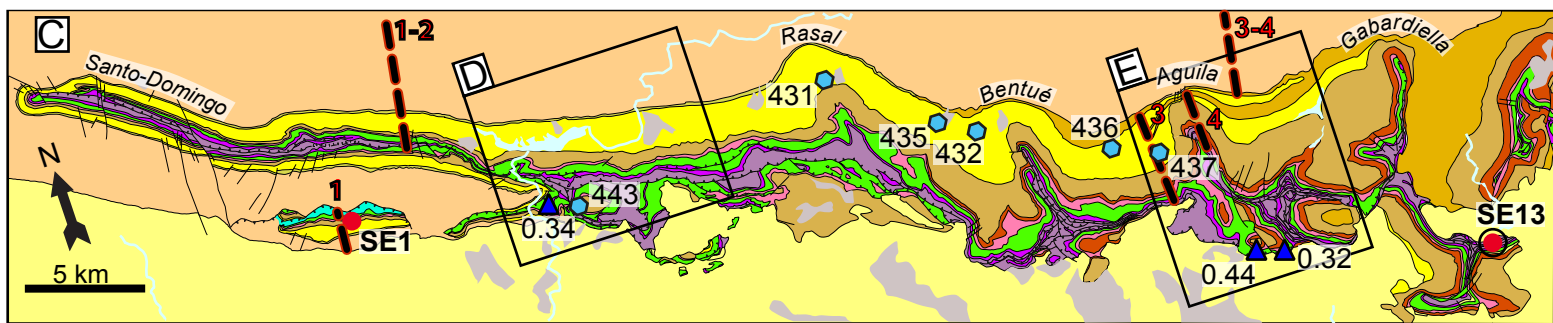 C
1-2
3-4
Gabardiella
Rasal
Santo-Domingo
D
E
Aguila
431
Bentué
3
4
435
432
436
437
N
1
443
SE1
0.34
SE13
5 km
0.44
0.32